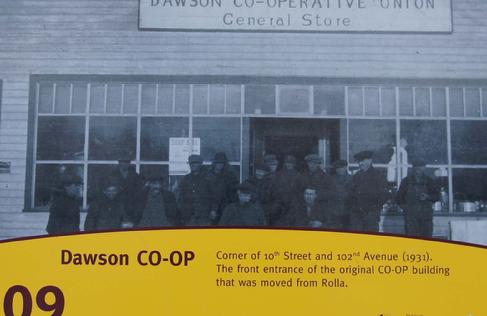 DAWSON CO-OPERATIVE UNION
General Store
Dawson CO-OP
Corner of 10th Street and 102nd Avenue (1931).
The front entrance of the original CO-OP building
that was moved from Rolla.
09